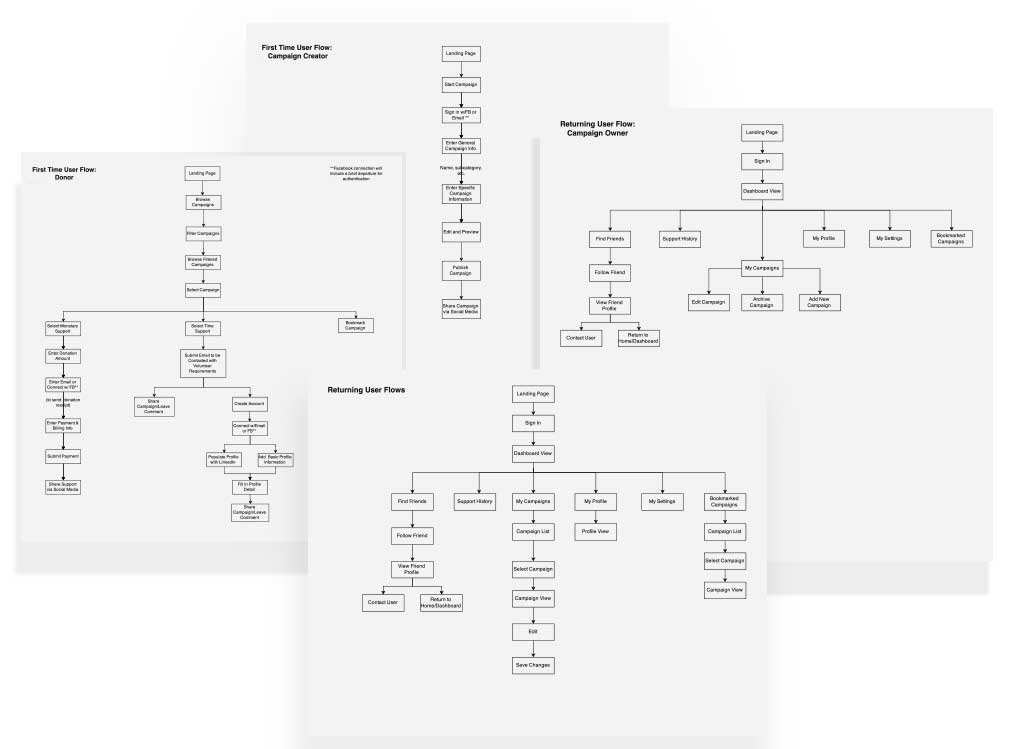 First Time User Flow:
Campaign Creator
Landing Page
Start Campaign
Sign in w/FB or
Email **
Enter General
Campaign Info
Name, subcategory,
etc.
Enter Specific
Campaign
Information
Edit and Preview
Publish
Campaign
Share Campaign
via Social Media
Returning User Flow:
Campaign Owner
Landing Page
Sign in
Dashboard View
Find Friends
Support History
My Profile
My Settings
Bookmarked
Campaigns
Follow Friend
My Campaigns
View Friend
Profile
Edit Campaign
Archive
Campaign
Add New
Campaign
Contact User
Return to
Home/Dashboard
First Time User Flow:
Donor
**Facebook connection will
include a brief departure for
authentication
Landing Page
Browse
Campaigns
Filter Campaigns
Browse Filtered
Campaigns
Select Campaign
Select Monetary
Support
Select Time
Support
Bookmark
Campaign
Enter Donation
Amount
Enter Email or
Connect w/FB**
(to send donation
receipt)
Enter Payment &
Billing Info
Submit Payment
Share Support
via Social Media
Submit Email to be
Contacted with
Volunteer
Requirements
Share
Campaign/Leave
Comment
Create Account
Connect w/Email
or FB**
Populate Profile
with LinkedIn
Add Basic Profile
Information
Fill in Profile
Detail
Share
Campaign/Leave
Comment
Returning User Flows
Landing Page
Sign In
Dashboard View
Find Friends
Support History
My Campaigns
My Profile
My Settings
Bookmarked
Campaigns
Follow Friend
Campaign List
Profile View
Campaign List
View Friend
Profile
Select Campaign
Select Campaign
Contact User
Return to
Home/Dashboard
Campaign View
Campaign View
Edit
Save Changes